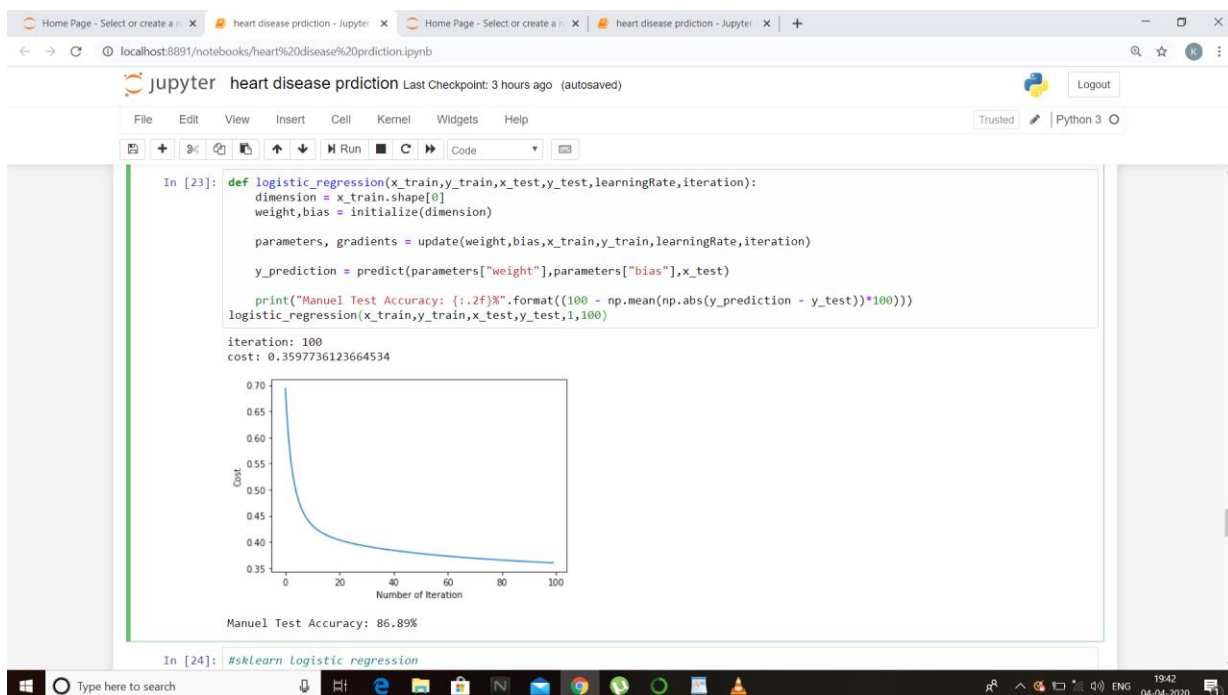 Home Page - Select or create a n
heart disease prdiction - Jupyter
Home Page - Select or create a n
heart disease prdiction - Jupyter
localhost:8891/notebooks/heart%20disease%20prdiction.ipynb
K
jupyter heart disease prdiction Last Checkpoint: 3 hours ago (autosaved)
Logout
File Edit View Insert Cell Kernel Widgets Help
Trusted Python 3
Run Code
In [23]: def logistic_regression(x_train,y_train,x_test,y_test,learningRate,iteration):
dimension = x_train.shape[0]
weight,bias = initialize(dimension)
parameters, gradients = update(weight,bias,x_train,y_train,learningRate,iteration)
y_prediction = predict(parameters["weight"],parameters["bias"],x_test)
print("Manuel Test Accuracy: {:.2f}%".format((100 - np.mean(np.abs(y_prediction - y_test))*100)))
logistic_regression(x_train,y_train,x_test,y_test,1,100)
iteration: 100
cost: 0.3597736123664534
0.70
0.65
0.60
0.55
0.50
0.45
0.40
0.35
Cost
0 20 40 60 80 100
Number of Iteration
Manuel Test Accuracy: 86.89%
In [24]: #sklearn logistic regression
Type here to search
ENG
19:42
04-04-2020